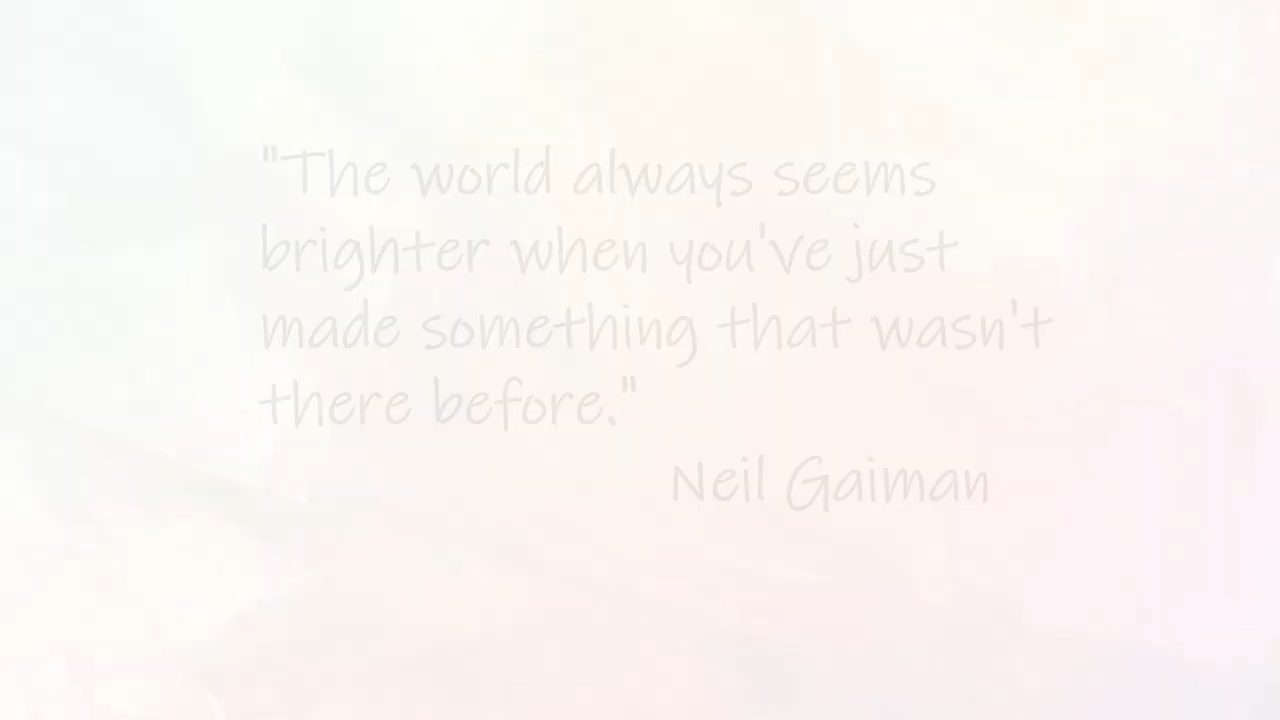 "The world always seems
brighter when you've just
made something that wasn't
there before."
Neil Gaiman